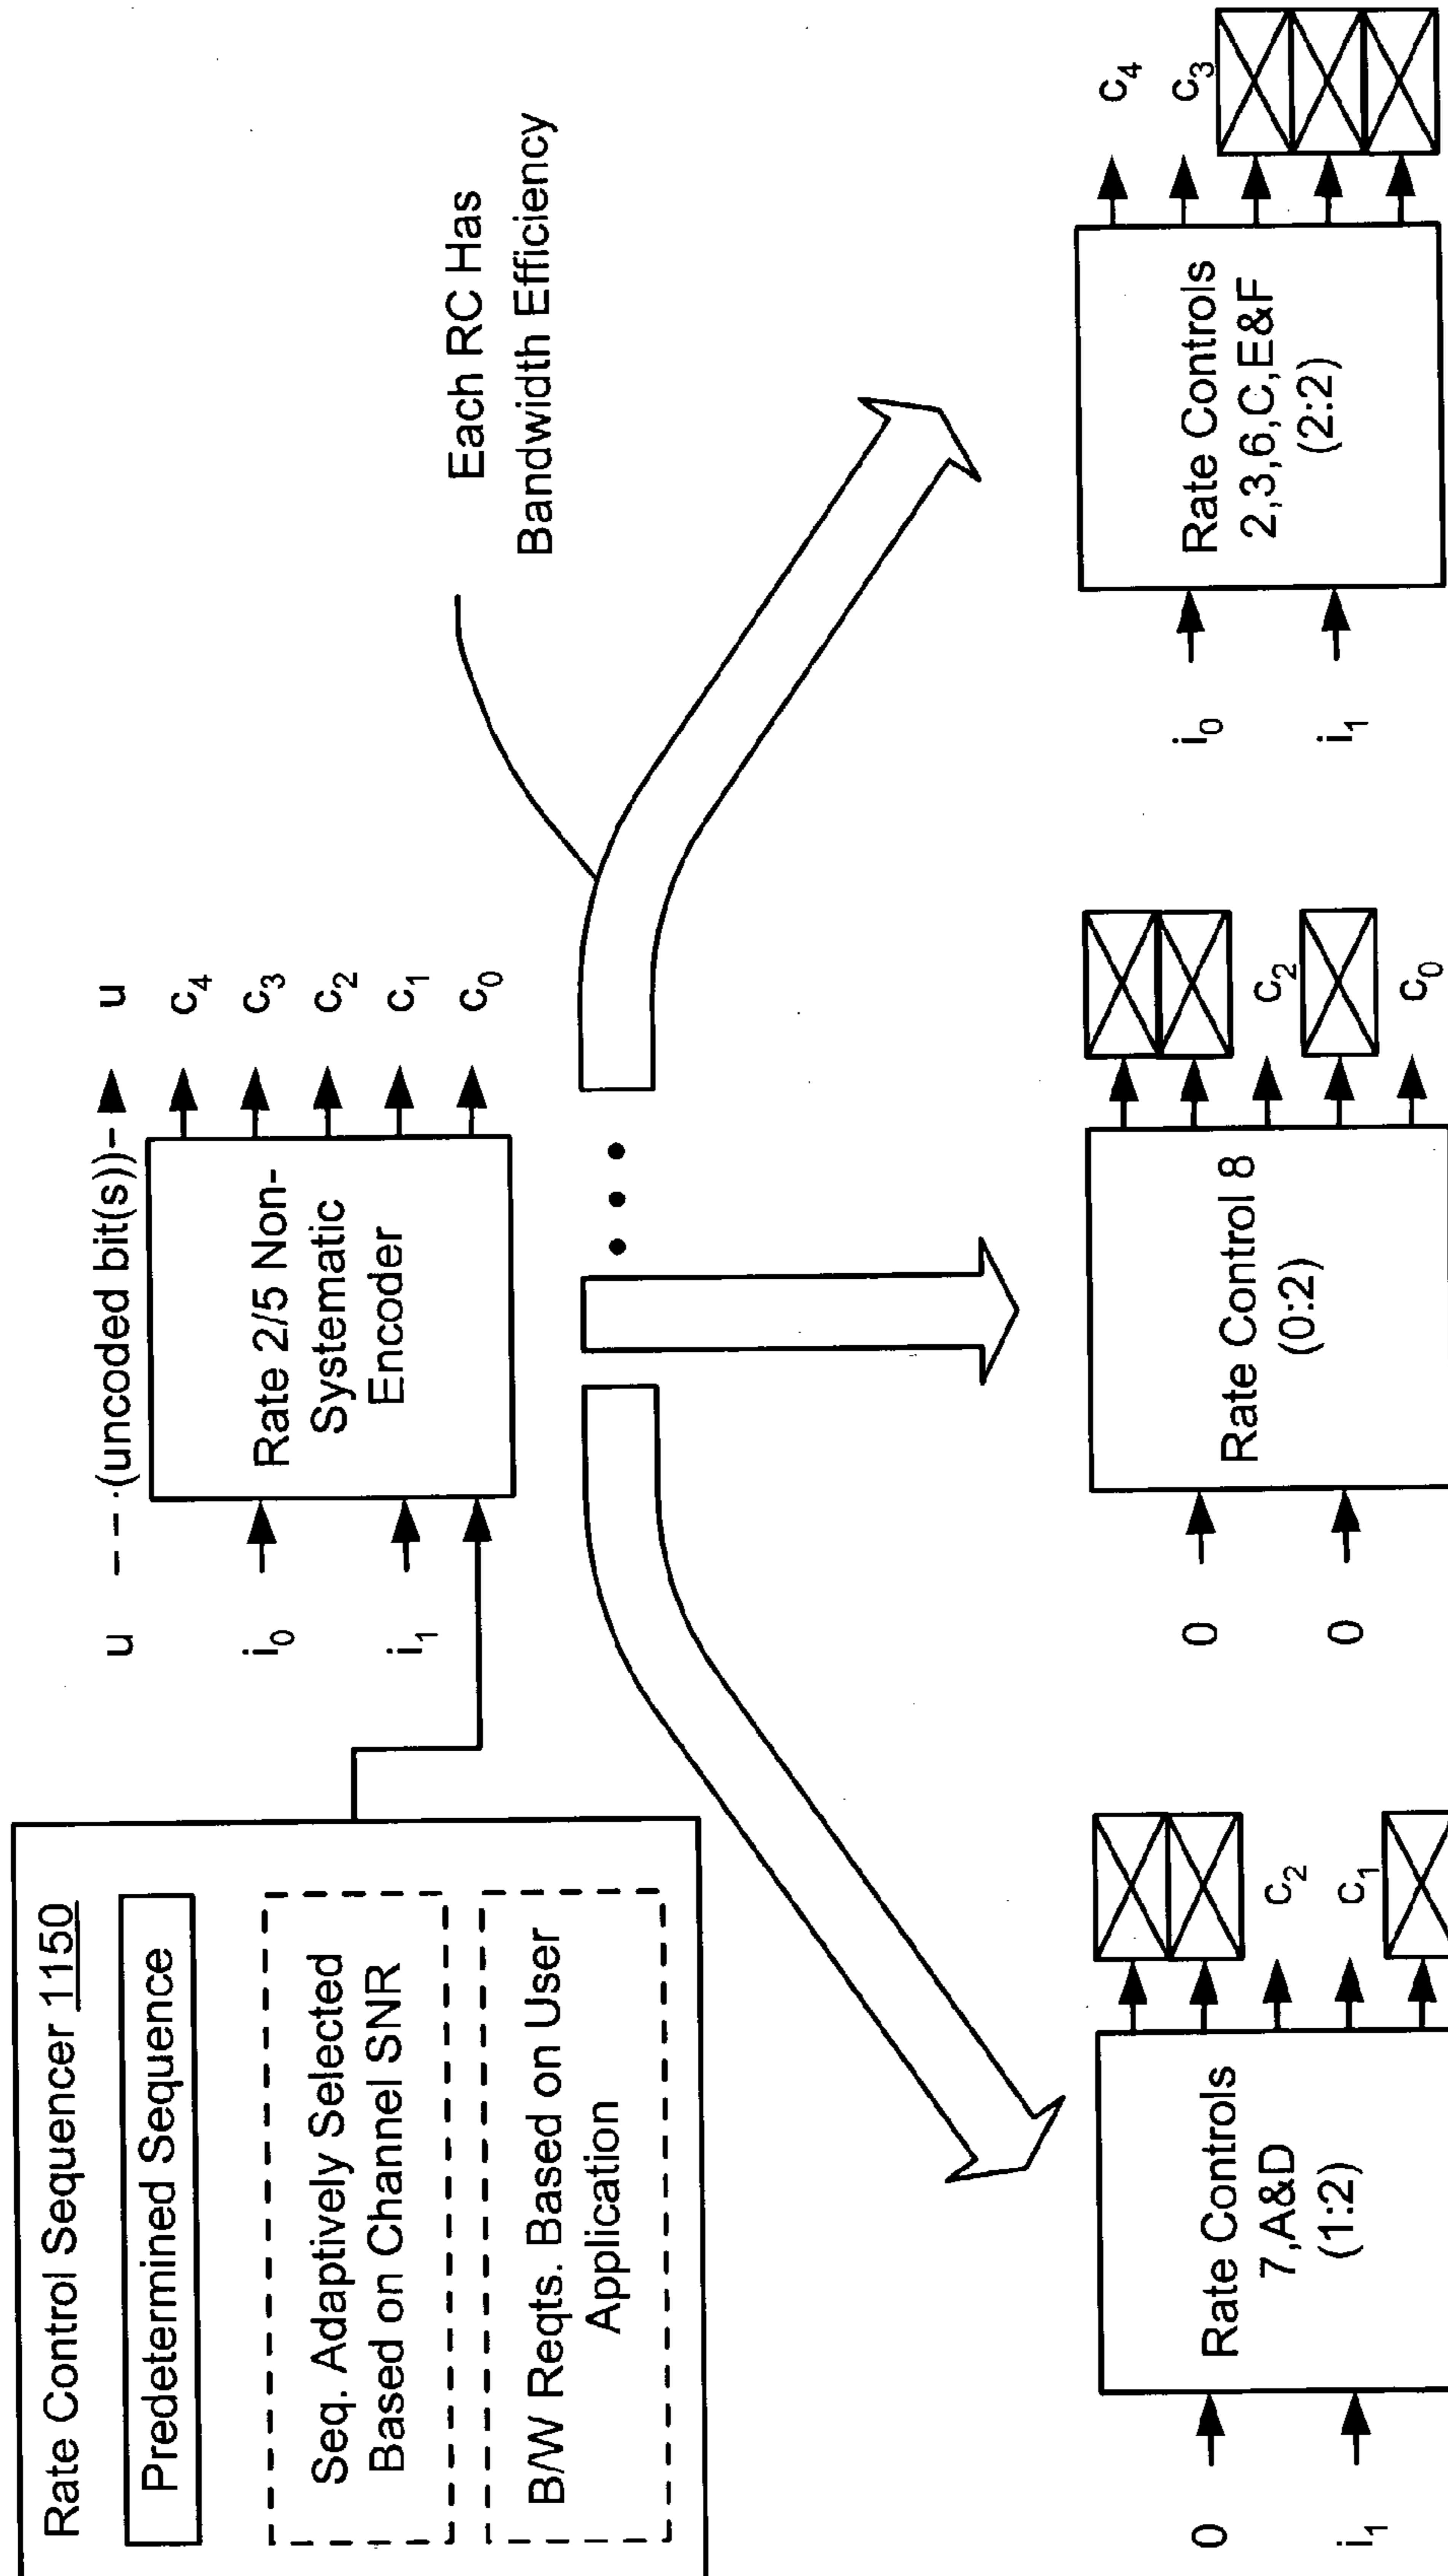 Rate Control Sequencer 1150
Predetermined Sequence
Seq. Adaptively Selected
Based on Channel SNR
B/W Reqts. Based on User
Application
u
(uncoded bit(s))
u
i0
i1
Rate 2/5 Non-
Systematic
Encoder
c4
c3
c2
c1
c0
Each RC Has
Bandwidth Efficiency
0
i1
Rate Controls
7,A&D
(1:2)
c2
c1
0
0
Rate Control 8
(0:2)
c2
c0
i0
i1
Rate Controls
2,3,6,C,E&F
(2:2)
c4
c3